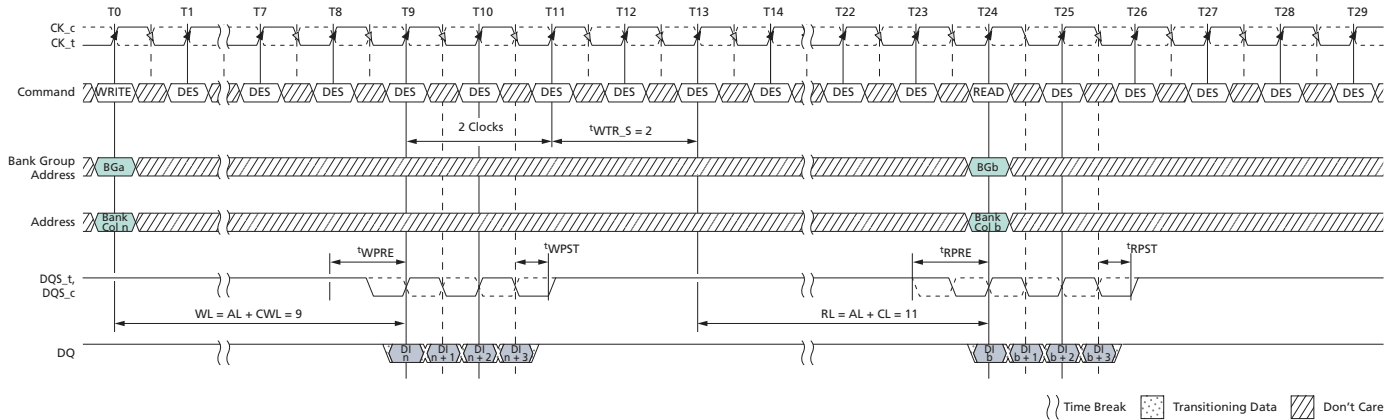 T0 T1 T7 T8 T9 T10 T11 T12 T13 T14 T22 T23 T24 T25 T26 T27 T28 T29
CK_c
CK_t
Command WRITE DES DES DES DES DES DES DES DES DES DES DES READ DES DES DES DES DES
2 Clocks tWTR_S = 2
Bank Group
Address BGa BGb
Address Bank
Col n Bank
Col b
tWPRE tWPST tRPRE tRPST
DQS_t,
DQS_c
WL = AL + CWL = 9 RL = AL + CL = 11
DQ DI
n DI
n + 1 DI
n + 2 DI
n + 3 DI
b DI
b + 1 DI
b + 2 DI
b + 3
Time Break Transitioning Data Don't Care